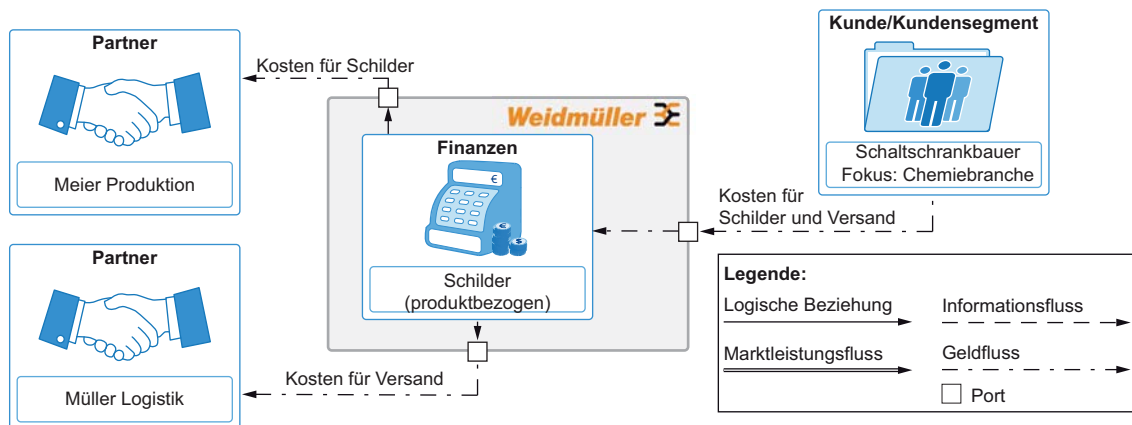 Partner
Meier Produktion
Kosten für Schilder
Weidmüller
Finanzen
€
€
$
Schilder
(produktbezogen)
Kunde/Kundensegment
Schaltschrankbauer
Fokus: Chemiebranche
Kosten für
Schilder und Versand
Partner
Müller Logistik
Kosten für Versand
Legende:
Logische Beziehung
Informationsfluss
Marktleistungsfluss
Geldfluss
Port